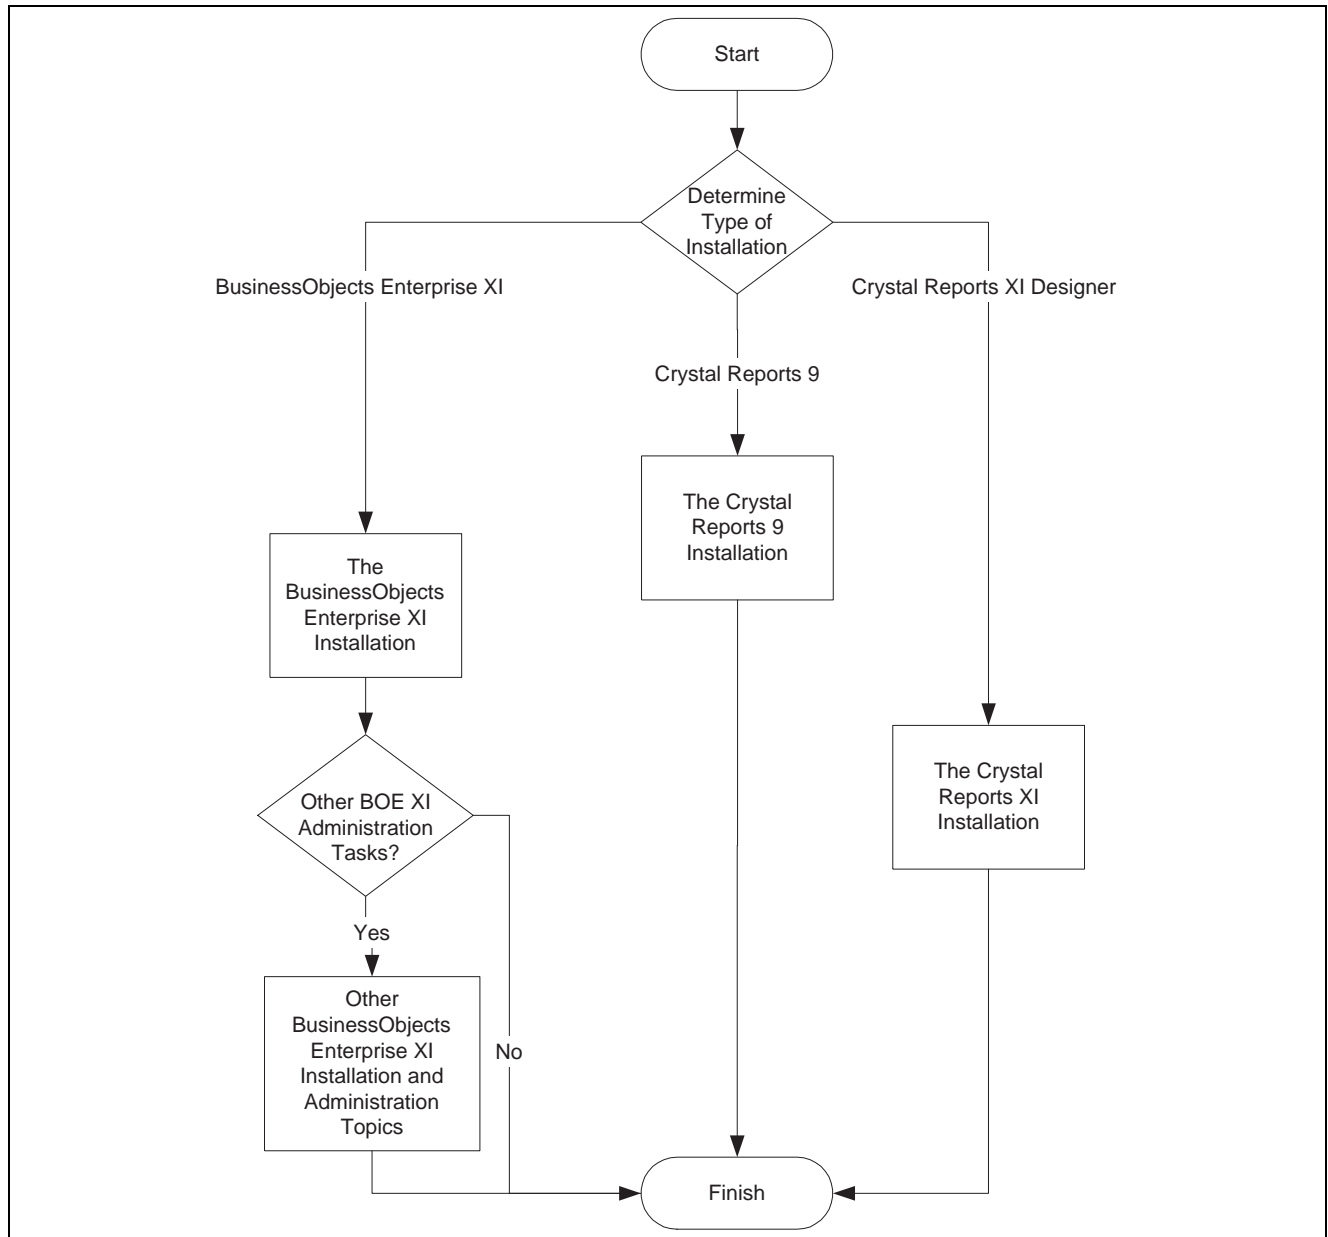 Start
Determine
Type of
Installation
BusinessObjects Enterprise XI
Crystal Reports XI Designer
Crystal Reports 9
The Crystal
Reports 9
Installation
The
BusinessObjects
Enterprise XI
Installation
The Crystal
Reports XI
Installation
Other BOE XI
Administration
Tasks?
Yes
Other
BusinessObjects
Enterprise XI
Installation and
Administration
Topics
No
Finish